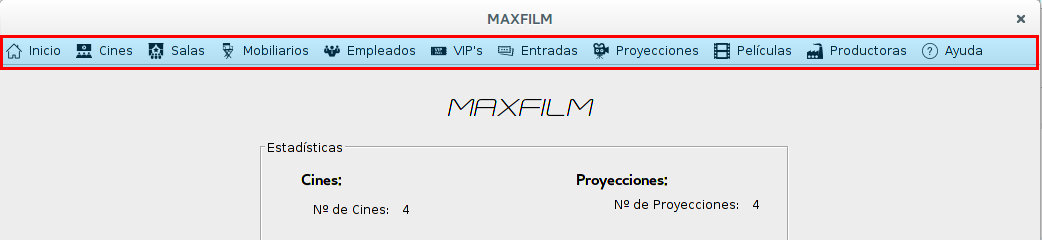 MAXFILM ×
Inicio Cines Salas Mobiliarios Empleados VIP's Entradas Proyecciones Películas Productoras ? Ayuda
MAXFILM
Estadísticas
Cines: Proyecciones:
Nº de Cines: 4 Nº de Proyecciones: 4